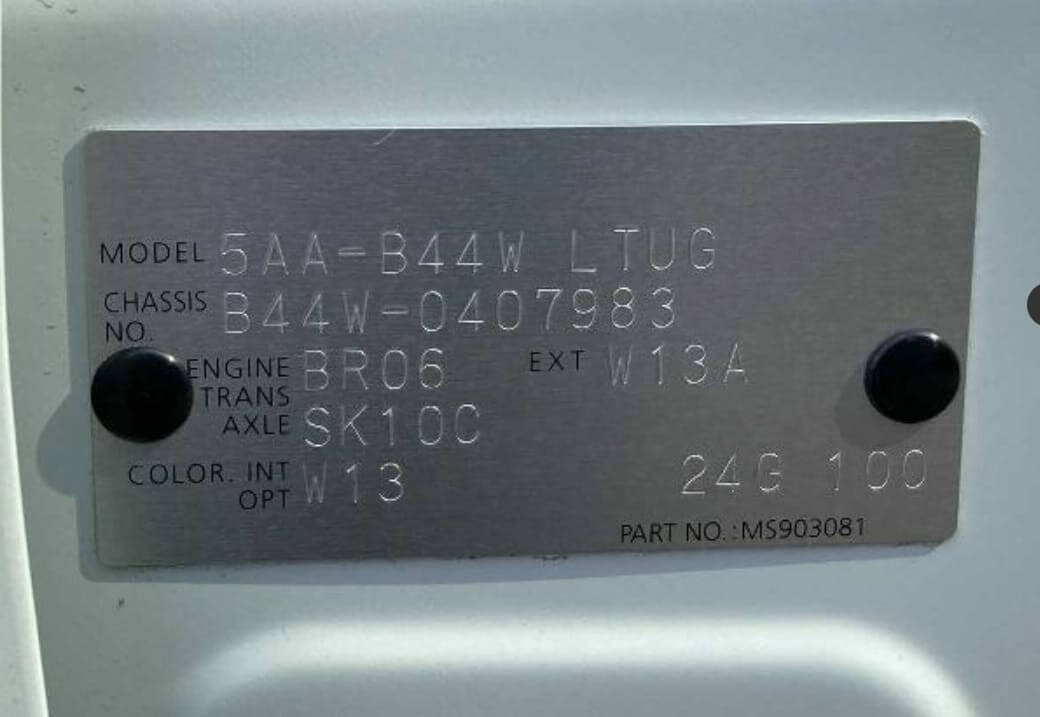 MODEL 5AA-B44W LTUG
CHASSIS NO. B44W-0407983
ENGINE BR06 EXT W13A
TRANS AXLE SK10C
COLOR. INT W13 24G 100
OPT
PART NO.:MS903081